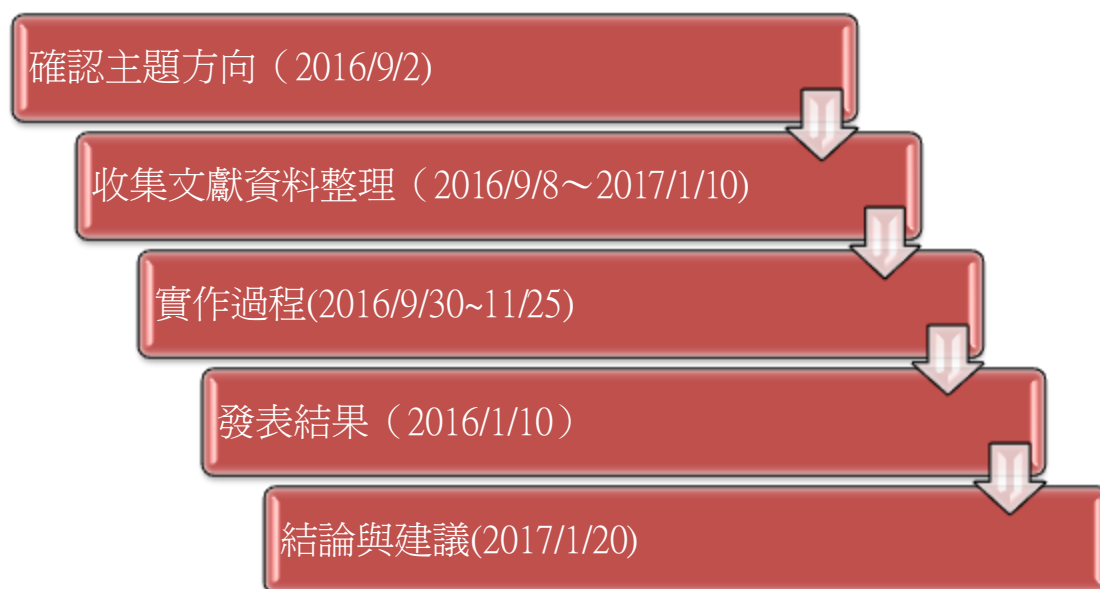 確認主題方向（2016/9/2)
收集文獻資料整理（2016/9/8～2017/1/10)
實作過程(2016/9/30~11/25)
發表結果（2016/1/10）
結論與建議(2017/1/20)